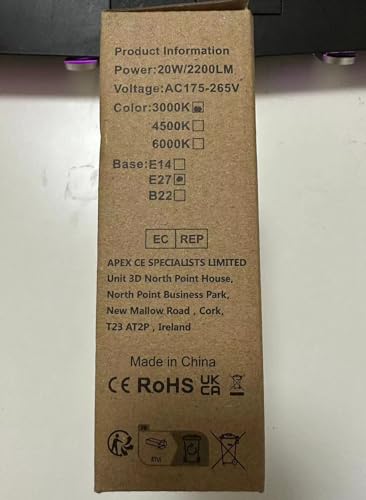 Product Information
Power:20W/2200LM
Voltage:AC175-265V
Color:3000K
4500K
6000K
Base:E14
E27
B22
EC REP
APEX CE SPECIALISTS LIMITED
Unit 3D North Point House,
North Point Business Park,
New Mallow Road , Cork,
T23 AT2P , Ireland
Made in China
CE RoHS UK CA